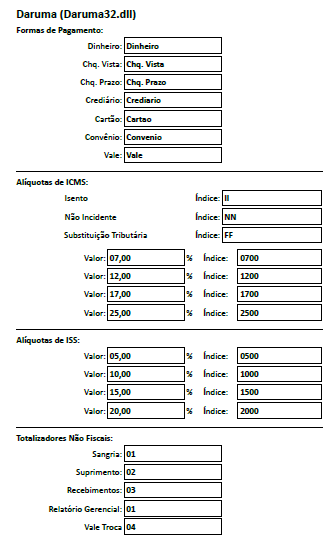 Daruma (Daruma32.dll)
Formas de Pagamento:
Dinheiro: Dinheiro
Chq. Vista: Chq. Vista
Chq. Prazo: Chq. Prazo
Crediário: Crediario
Cartão: Cartao
Convênio: Convenio
Vale: Vale
Alíquotas de ICMS:
Isento Índice: II
Não Incidente Índice: NN
Substituição Tributária Índice: FF
Valor: 07,00 % Índice: 0700
Valor: 12,00 % Índice: 1200
Valor: 17,00 % Índice: 1700
Valor: 25,00 % Índice: 2500
Alíquotas de ISS:
Valor: 05,00 % Índice: 0500
Valor: 10,00 % Índice: 1000
Valor: 15,00 % Índice: 1500
Valor: 20,00 % Índice: 2000
Totalizadores Não Fiscais:
Sangria: 01
Suprimento: 02
Recebimentos: 03
Relatório Gerencial: 01
Vale Troca 04